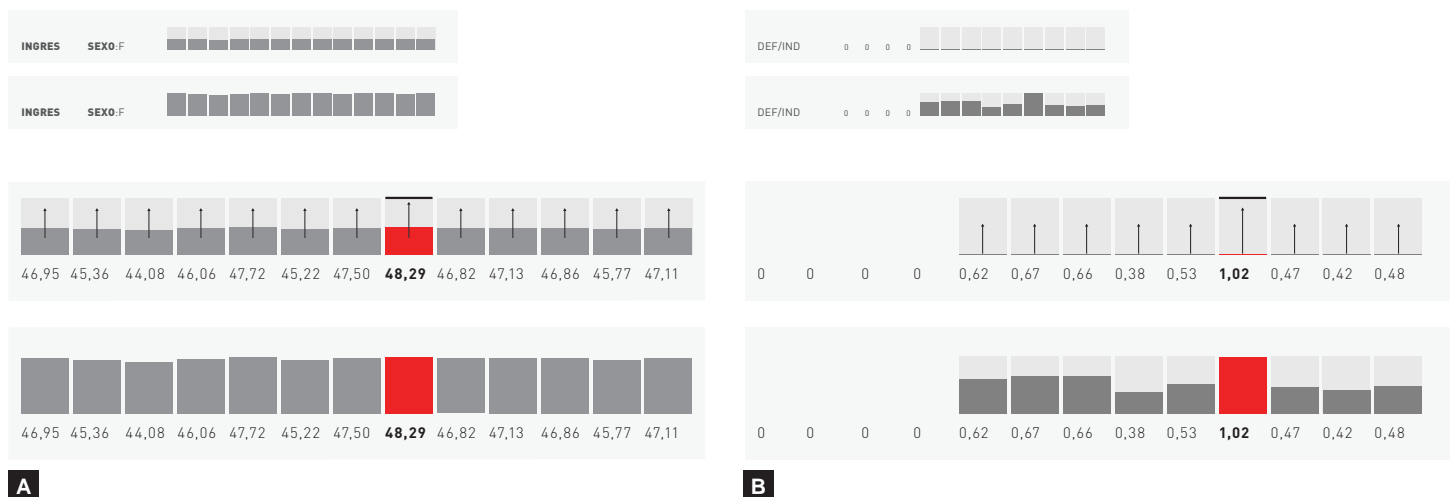 INGRES SEXO:F
INGRES SEXO:F
46,95 45,36 44,08 46,06 47,72 45,22 47,50 48,29 46,82 47,13 46,86 45,77 47,11
46,95 45,36 44,08 46,06 47,72 45,22 47,50 48,29 46,82 47,13 46,86 45,77 47,11
A
DEF/IND 0 0 0 0
DEF/IND 0 0 0 0
0 0 0 0 0,62 0,67 0,66 0,38 0,53 1,02 0,47 0,42 0,48
0 0 0 0 0,62 0,67 0,66 0,38 0,53 1,02 0,47 0,42 0,48
B